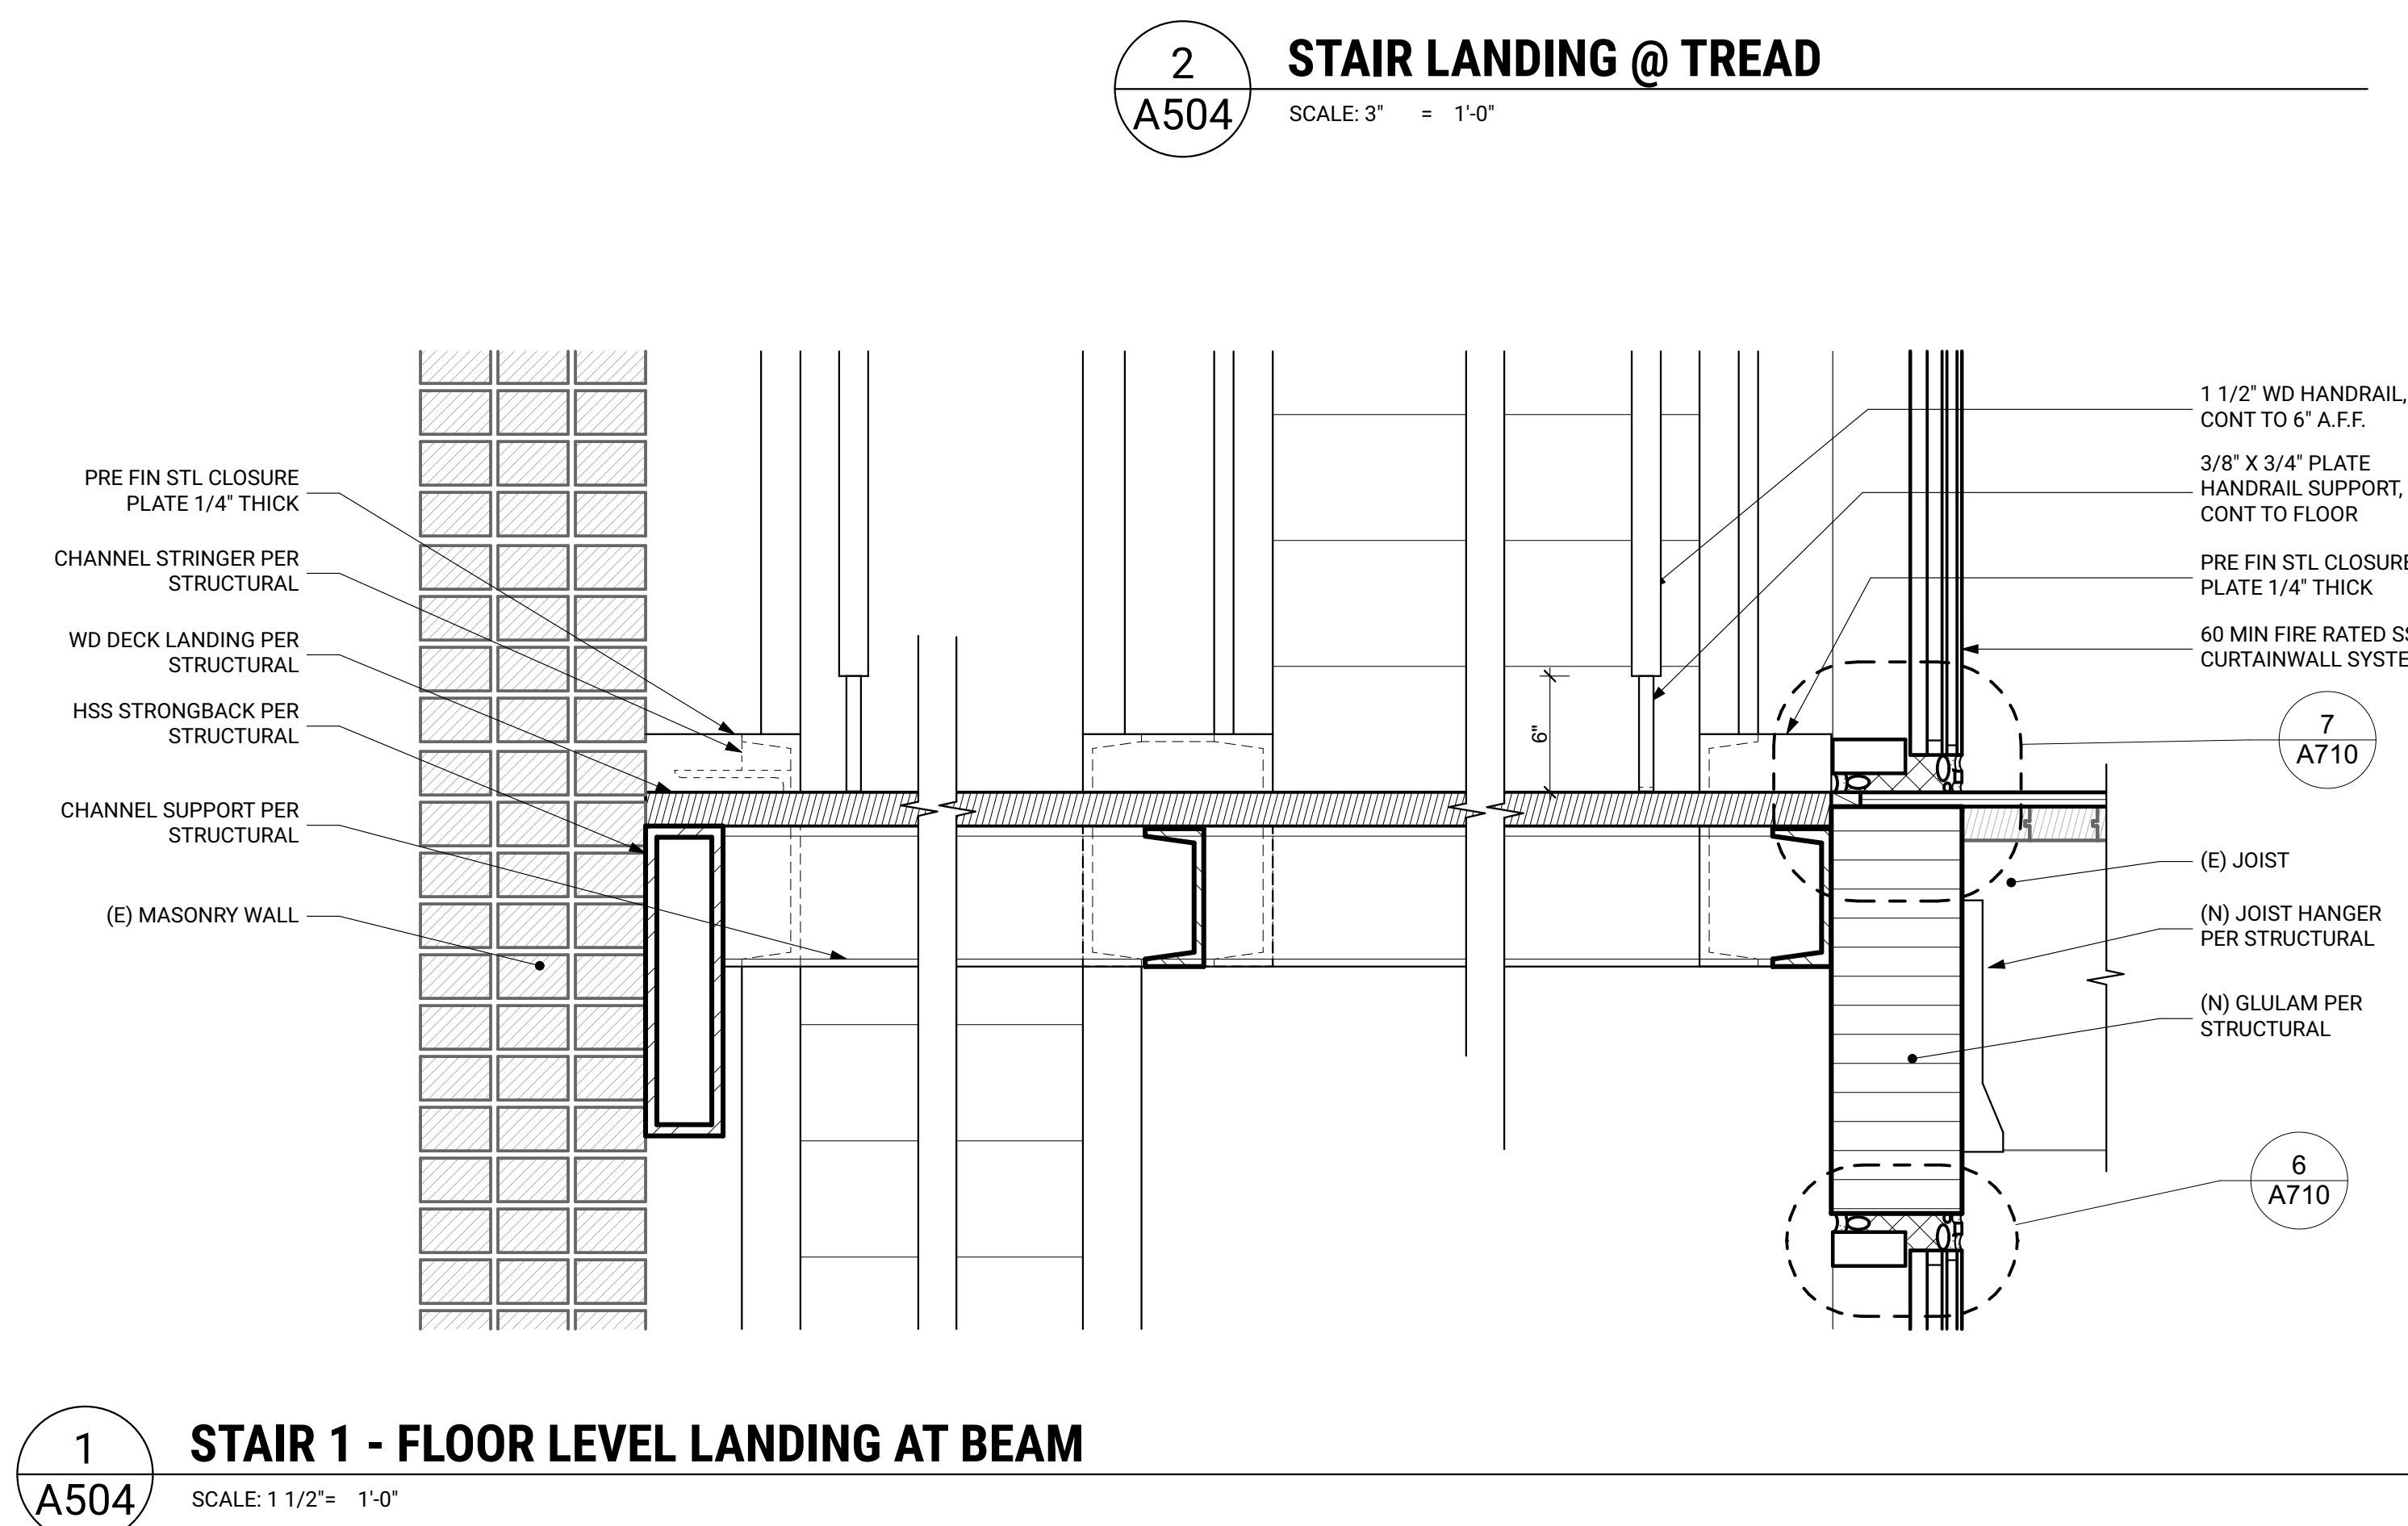 2
A504
STAIR LANDING @ TREAD
SCALE: 3" = 1'-0"
PRE FIN STL CLOSURE
PLATE 1/4" THICK
CHANNEL STRINGER PER
STRUCTURAL
WD DECK LANDING PER
STRUCTURAL
HSS STRONGBACK PER
STRUCTURAL
CHANNEL SUPPORT PER
STRUCTURAL
(E) MASONRY WALL
6"
1 1/2" WD HANDRAIL,
CONT TO 6" A.F.F.
3/8" X 3/4" PLATE
HANDRAIL SUPPORT,
CONT TO FLOOR
PRE FIN STL CLOSURE
PLATE 1/4" THICK
60 MIN FIRE RATED
CURTAINWALL
7
A710
(E) JOIST
(N) JOIST HANGER
PER STRUCTURAL
(N) GLULAM PER
STRUCTURAL
6
A710
1
A504
STAIR 1 - FLOOR LEVEL LANDING AT BEAM
SCALE: 1 1/2"= 1'-0"